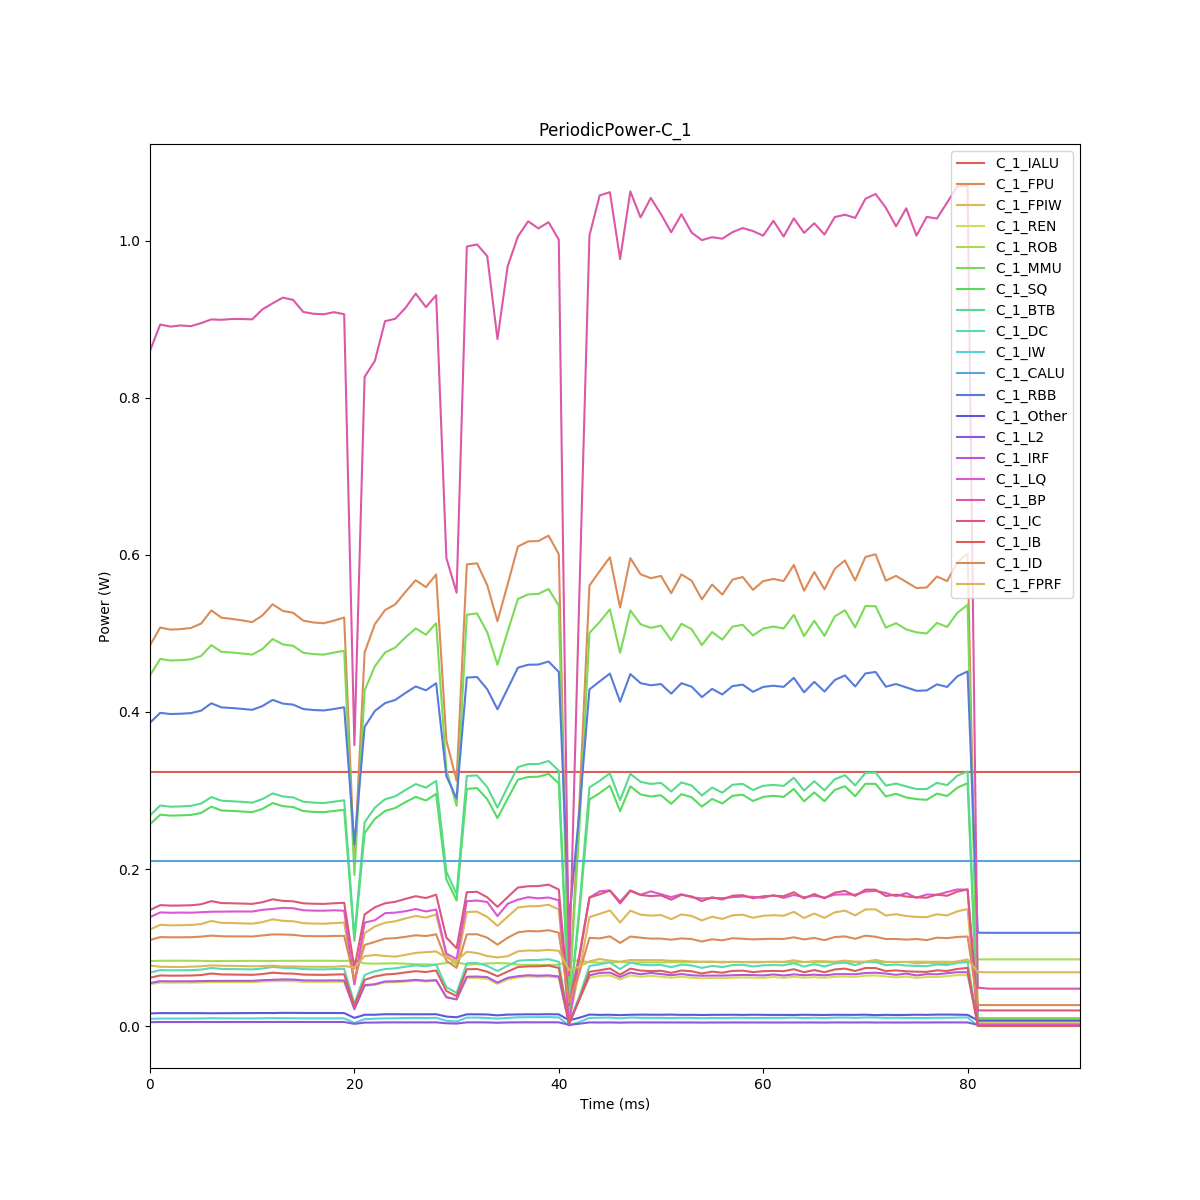 PeriodicPower-C_1
C_1_IALU
C_1_FPU
C_1_FPIW
C_1_REN
C_1_ROB
C_1_MMU
C_1_SQ
C_1_BTB
C_1_DC
C_1_IW
C_1_CALU
C_1_RBB
C_1_Other
C_1_L2
C_1_IRF
C_1_LQ
C_1_BP
C_1_IC
C_1_IB
C_1_ID
C_1_FPRF
1.0
0.8
0.6
0.4
0.2
0.0
Power (W)
0 20 40 60 80
Time (ms)